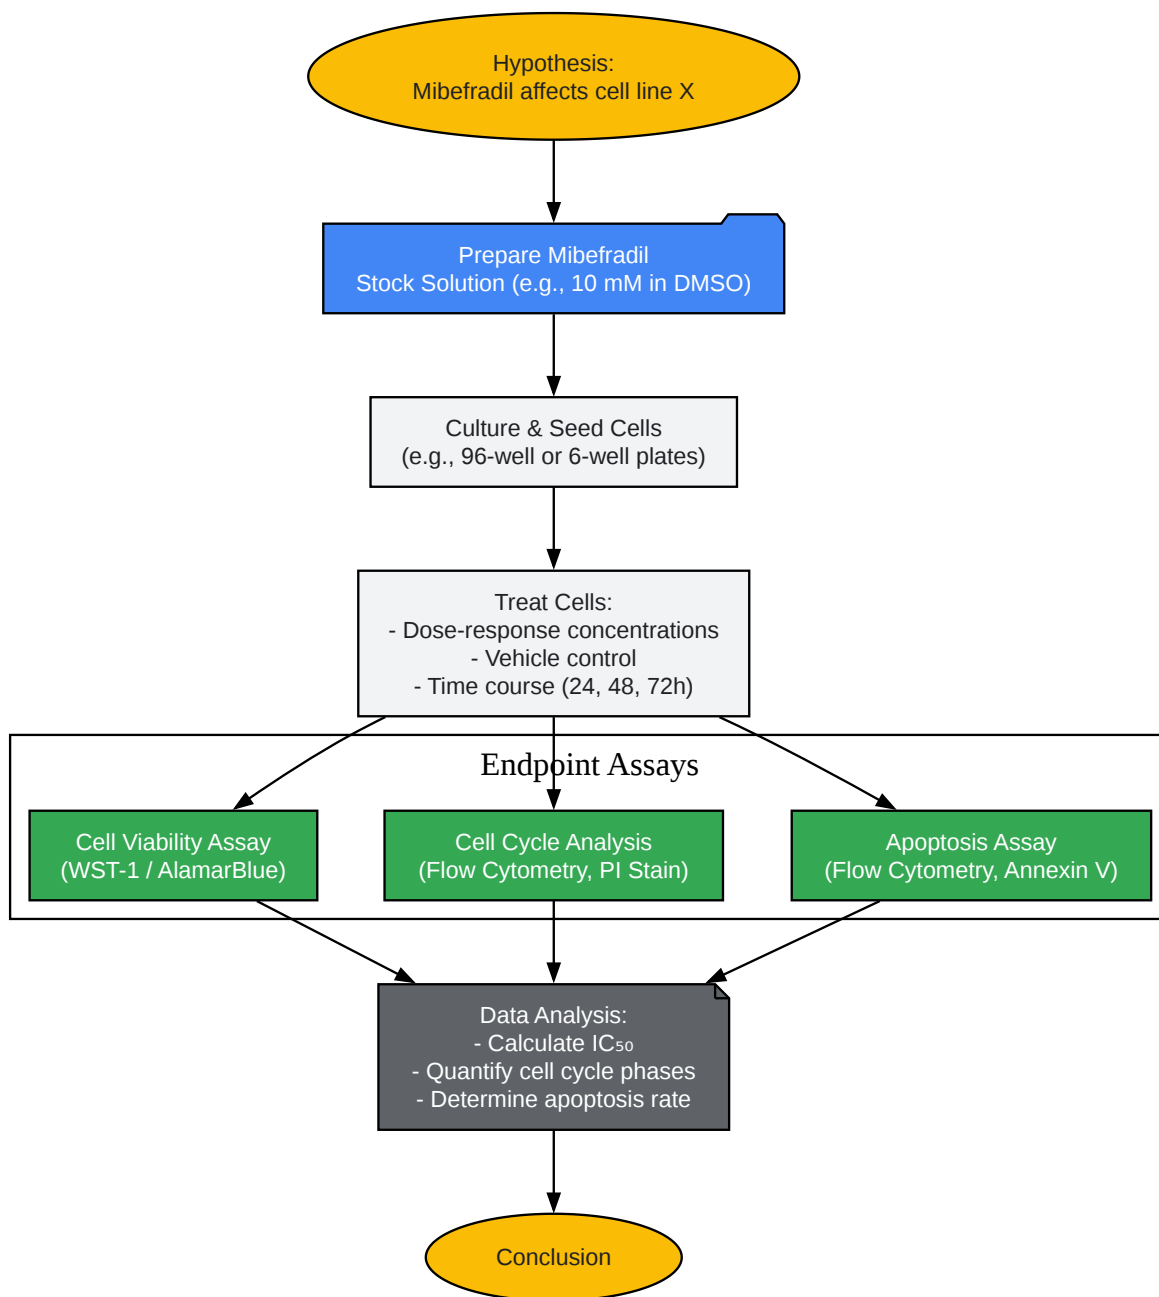 Hypothesis:
Mibefradil affects cell line X
Prepare Mibefradil
Stock Solution (e.g., 10 mM in DMSO)
Culture & Seed Cells
(e.g., 96-well or 6-well plates)
Treat Cells:
- Dose-response concentrations
- Vehicle control
- Time course (24, 48, 72h)
Endpoint Assays
Cell Viability Assay
(WST-1 / AlamarBlue)
Cell Cycle Analysis
(Flow Cytometry, PI Stain)
Apoptosis Assay
(Flow Cytometry, Annexin V)
Data Analysis:
- Calculate IC₅₀
- Quantify cell cycle phases
- Determine apoptosis rate
Conclusion